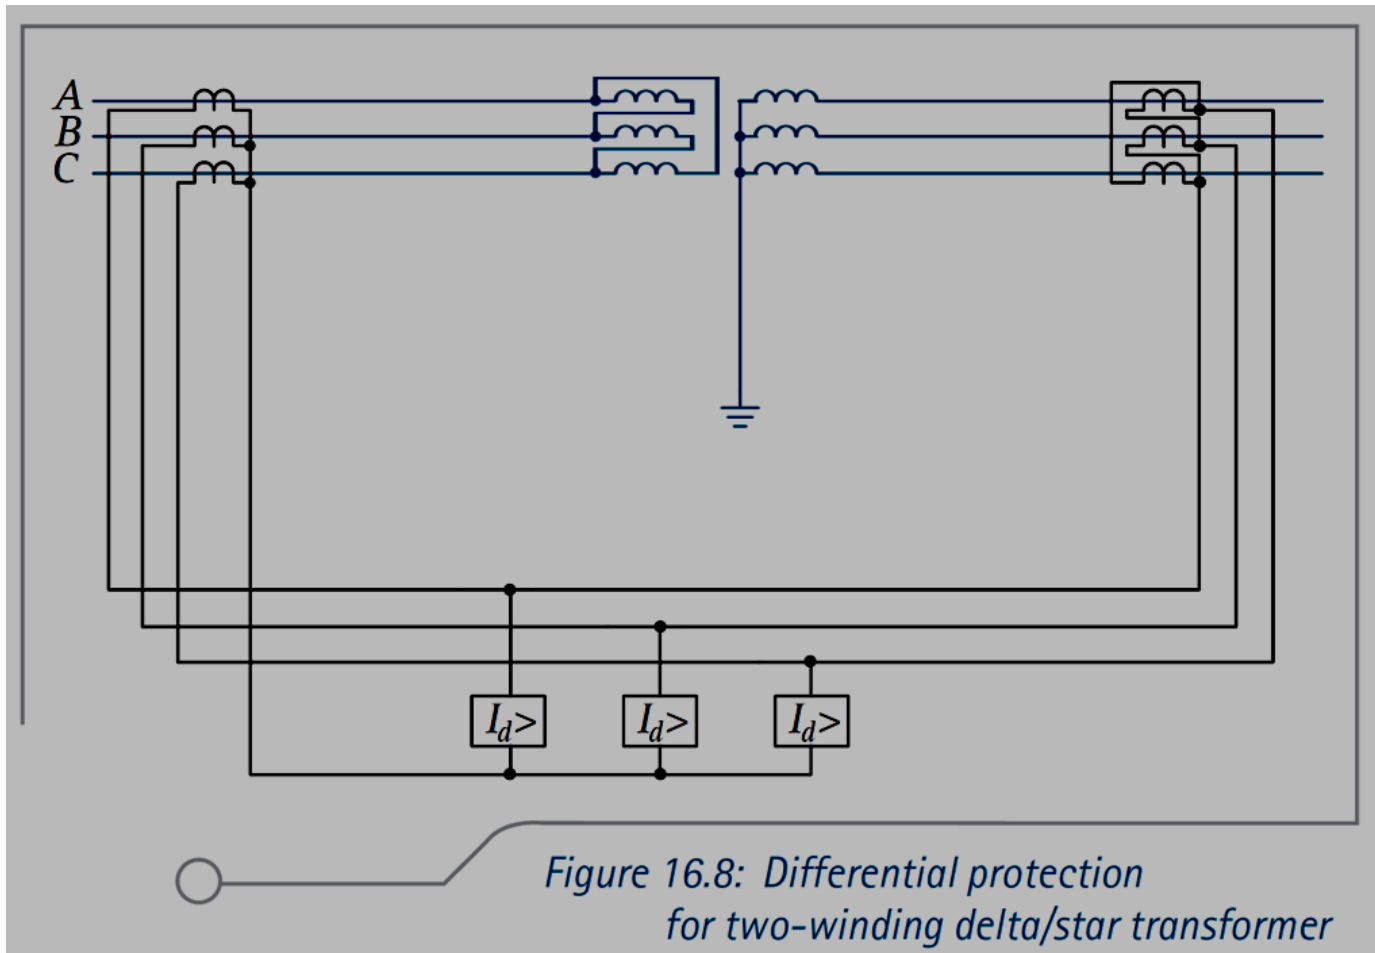 A
B
C
Id>
Id>
Id>
Figure 16.8: Differential protection
for two-winding delta/star transformer